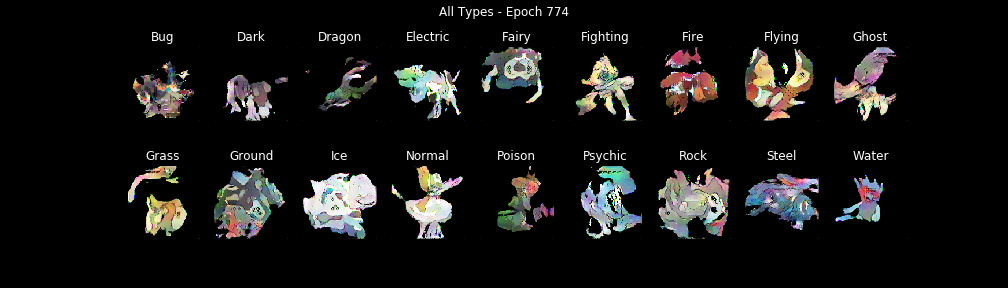 All Types - Epoch 774
Bug Dark Dragon Electric Fairy Fighting Fire Flying Ghost
Grass Ground Ice Normal Poison Psychic Rock Steel Water